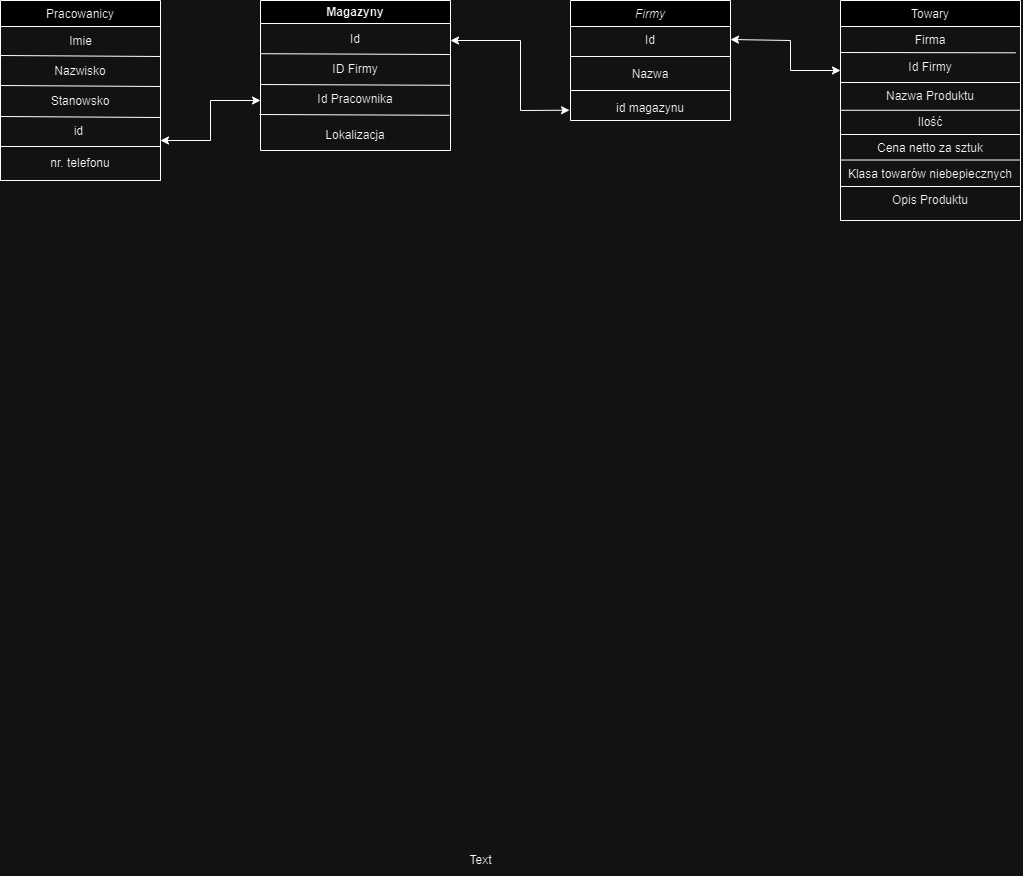 Pracowanicy
Imie
Nazwisko
Stanowsko
id
nr. telefonu
Magazyny
Id
ID Firmy
Id Pracownika
Lokalizacja
Firmy
Id
Nazwa
id magazynu
Towary
Firma
Id Firmy
Nazwa Produktu
Ilość
Cena netto za sztuk
Klasa towarów niebepiecznych
Opis Produktu
Text